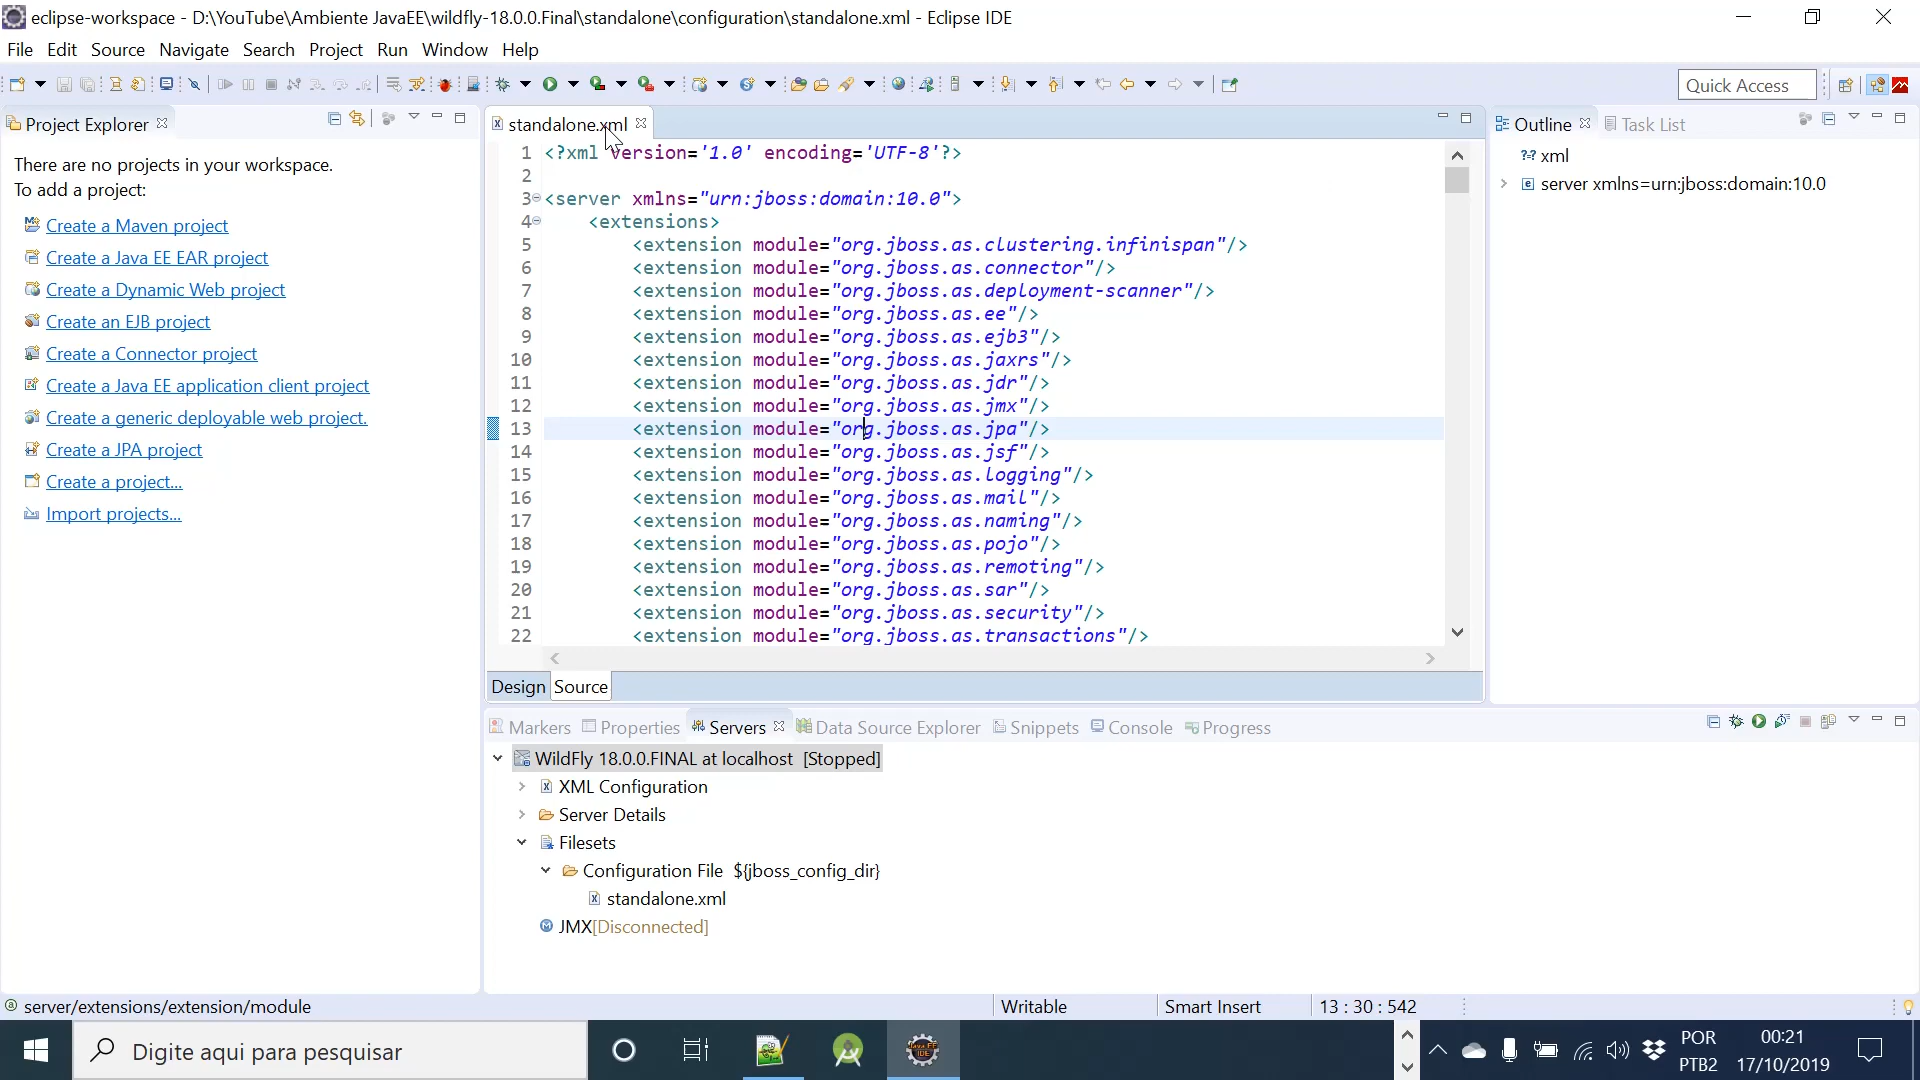 eclipse-workspace - D:\YouTube\Ambiente JavaEE\wildfly-18.0.0.Final\standalone\configuration\standalone.xml - Eclipse IDE
File Edit Source Navigate Search Project Run Window Help
Quick Access
Project Explorer
There are no projects in your workspace.
To add a project:
Create a Maven project
Create a Java EE EAR project
Create a Dynamic Web project
Create an EJB project
Create a Connector project
Create a Java EE application client project
Create a generic deployable web project.
Create a JPA project
Create a project...
Import projects...
standalone.xml
1 <?xml version='1.0' encoding='UTF-8'?>
2
3 <server xmlns="urn:jboss:domain:10.0">
4 <extensions>
5 <extension module="org.jboss.as.clustering.infinispan"/>
6 <extension module="org.jboss.as.connector"/>
7 <extension module="org.jboss.as.deployment-scanner"/>
8 <extension module="org.jboss.as.ee"/>
9 <extension module="org.jboss.as.ejb3"/>
10 <extension module="org.jboss.as.jaxrs"/>
11 <extension module="org.jboss.as.jdr"/>
12 <extension module="org.jboss.as.jmx"/>
13 <extension module="org.jboss.as.jpa"/>
14 <extension module="org.jboss.as.jsf"/>
15 <extension module="org.jboss.as.logging"/>
16 <extension module="org.jboss.as.mail"/>
17 <extension module="org.jboss.as.naming"/>
18 <extension module="org.jboss.as.pojo"/>
19 <extension module="org.jboss.as.remoting"/>
20 <extension module="org.jboss.as.sar"/>
21 <extension module="org.jboss.as.security"/>
22 <extension module="org.jboss.as.transactions"/>
Design Source
Outline Task List
xml
server xmlns=urn:jboss:domain:10.0
Markers Properties Servers Data Source Explorer Snippets Console Progress
WildFly 18.0.0.FINAL at localhost [Stopped]
XML Configuration
Server Details
Filesets
Configuration File ${jboss_config_dir}
standalone.xml
JMX[Disconnected]
server/extensions/extension/module
Writable
Smart Insert
13 : 30 : 542
Digite aqui para pesquisar
Java EE
IDE
POR
PTB2
00:21
17/10/2019